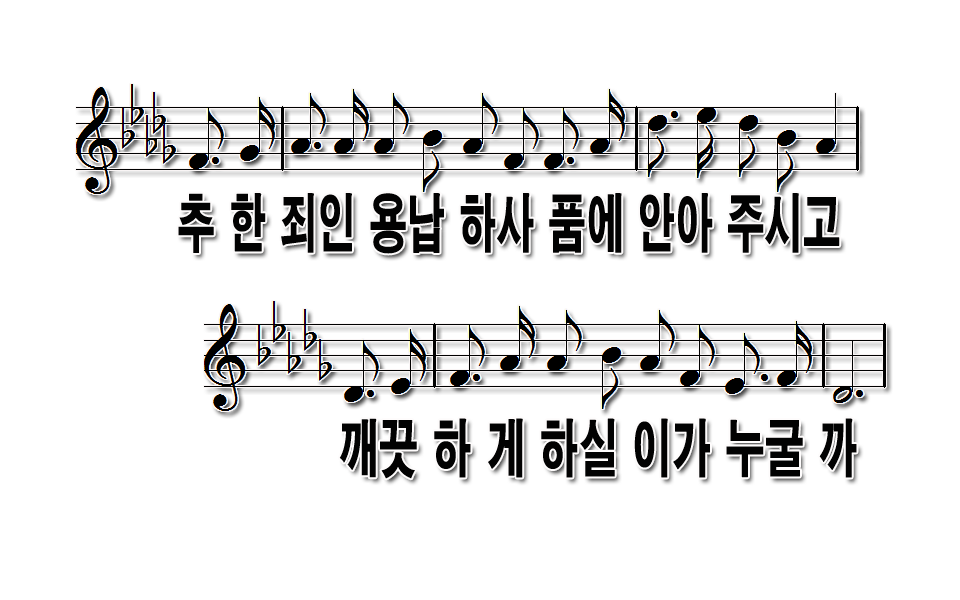 추 한 죄인 용납 하사 품에 안아 주시고
깨끗 하 게 하실 이가 누굴 까